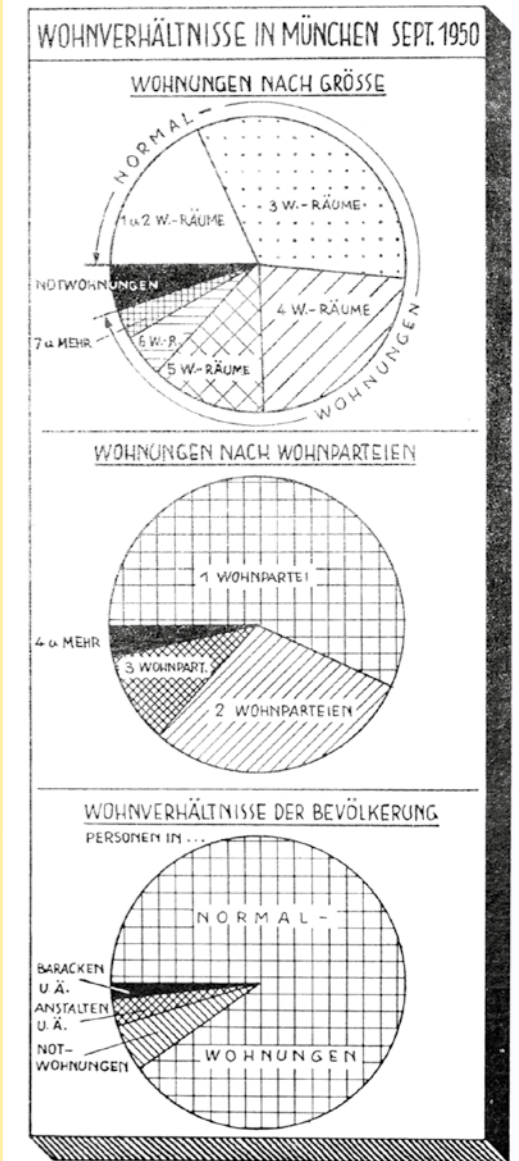 WOHNVERHÄLTNISSE IN MÜNCHEN SEPT. 1950
WOHNUNGEN NACH GRÖSSE
NORMAL-
3 W.-RÄUME
1 u 2 W.-RÄUME
NOTWOHNUNGEN
4 W.-RÄUME
7 u MEHR
6 W.-R.
5 W.-RÄUME
WOHNUNGEN
WOHNUNGEN NACH WOHNPARTEIEN
1 WOHNPARTEI
4 u MEHR
3 WOHNPART.
2 WOHNPARTEIEN
WOHNVERHÄLTNISSE DER BEVÖLKERUNG
PERSONEN IN ...
NORMAL-
BARACKEN
U. Ä.
ANSTALTEN
U. Ä.
NOT-
WOHNUNGEN
WOHNUNGEN